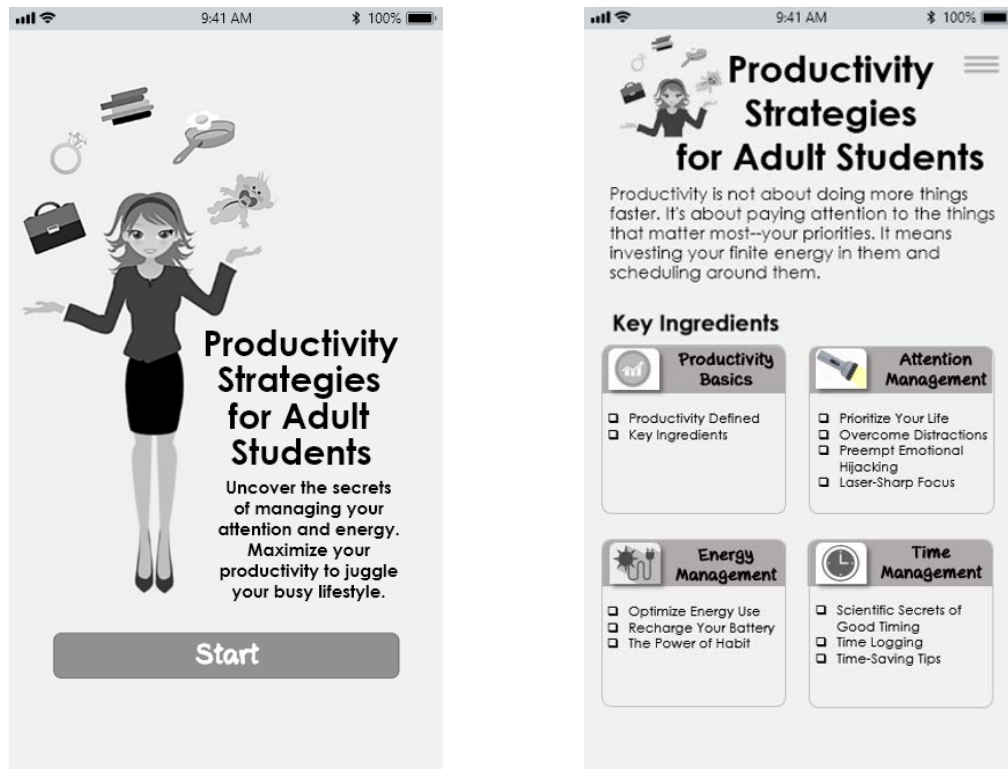 9:41 AM
100%
Productivity
Strategies
for Adult
Students
Uncover the secrets
of managing your
attention and energy.
Maximize your
productivity to juggle
your busy lifestyle.
Start
9:41 AM
100%
Productivity
Strategies
for Adult Students
Productivity is not about doing more things
faster. It's about paying attention to the things
that matter most--your priorities. It means
investing your finite energy in them and
scheduling around them.
Key Ingredients
Productivity
Basics
Productivity Defined
Key Ingredients
Attention
Management
Prioritize Your Life
Overcome Distractions
Preempt Emotional
Hijacking
Laser-Sharp Focus
Energy
Management
Optimize Energy Use
Recharge Your Battery
The Power of Habit
Time
Management
Scientific Secrets of
Good Timing
Time Logging
Time-Saving Tips